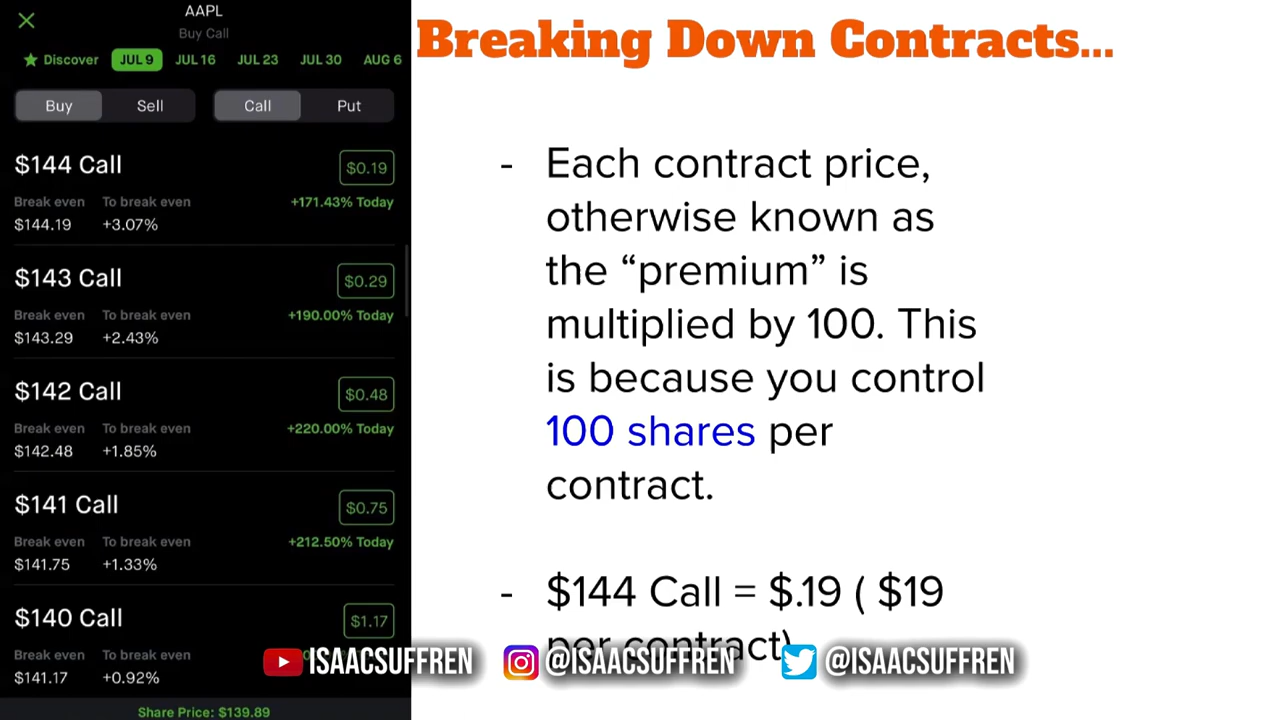 AAPL
Buy Call
Discover JUL 9 JUL 16 JUL 23 JUL 30 AUG 6
Buy Sell Call Put
$144 Call $0.19
Break even To break even +171.43% Today
$144.19 +3.07%
$143 Call $0.29
Break even To break even +190.00% Today
$143.29 +2.43%
$142 Call $0.48
Break even To break even +220.00% Today
$142.48 +1.85%
$141 Call $0.75
Break even To break even +212.50% Today
$141.75 +1.33%
$140 Call $1.17
Break even To break even
$141.17 +0.92%
Share Price: $139.89
Breaking Down Contracts...
- Each contract price,
otherwise known as
the “premium” is
multiplied by 100. This
is because you control
100 shares per
contract.
- $144 Call = $.19 ( $19
per contract)
ISAACSUFFREN @ISAACSUFFREN @ISAACSUFFREN